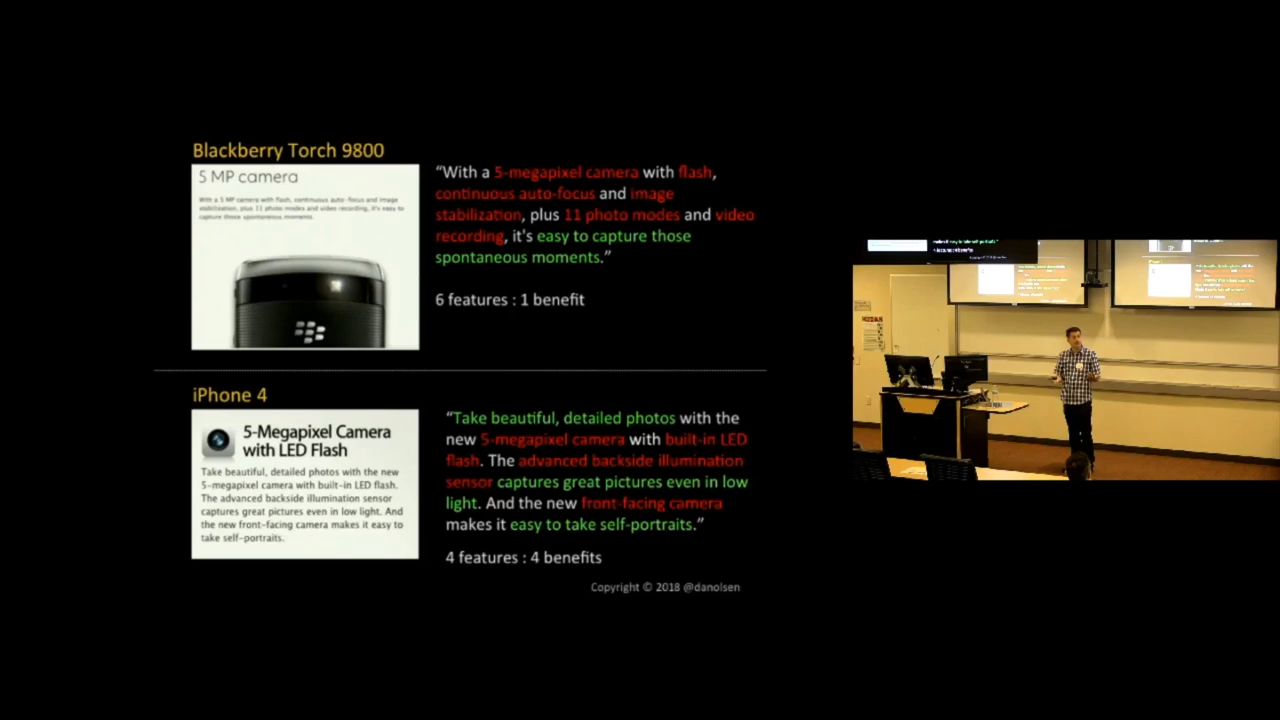 Blackberry Torch 9800
5 MP camera
With a 5 MP camera with flash, continuous auto-focus and image
stabilization, plus 11 photo modes and video recording, it's easy to
capture those spontaneous moments.
“With a 5-megapixel camera with flash,
continuous auto-focus and image
stabilization, plus 11 photo modes and video
recording, it's easy to capture those
spontaneous moments.”
6 features : 1 benefit
iPhone 4
5-Megapixel Camera
with LED Flash
Take beautiful, detailed photos with the new
5-megapixel camera with built-in LED flash.
The advanced backside illumination sensor
captures great pictures even in low light. And
the new front-facing camera makes it easy to
take self-portraits.
“Take beautiful, detailed photos with the
new 5-megapixel camera with built-in LED
flash. The advanced backside illumination
sensor captures great pictures even in low
light. And the new front-facing camera
makes it easy to take self-portraits.”
4 features : 4 benefits
Copyright © 2018 @danolsen